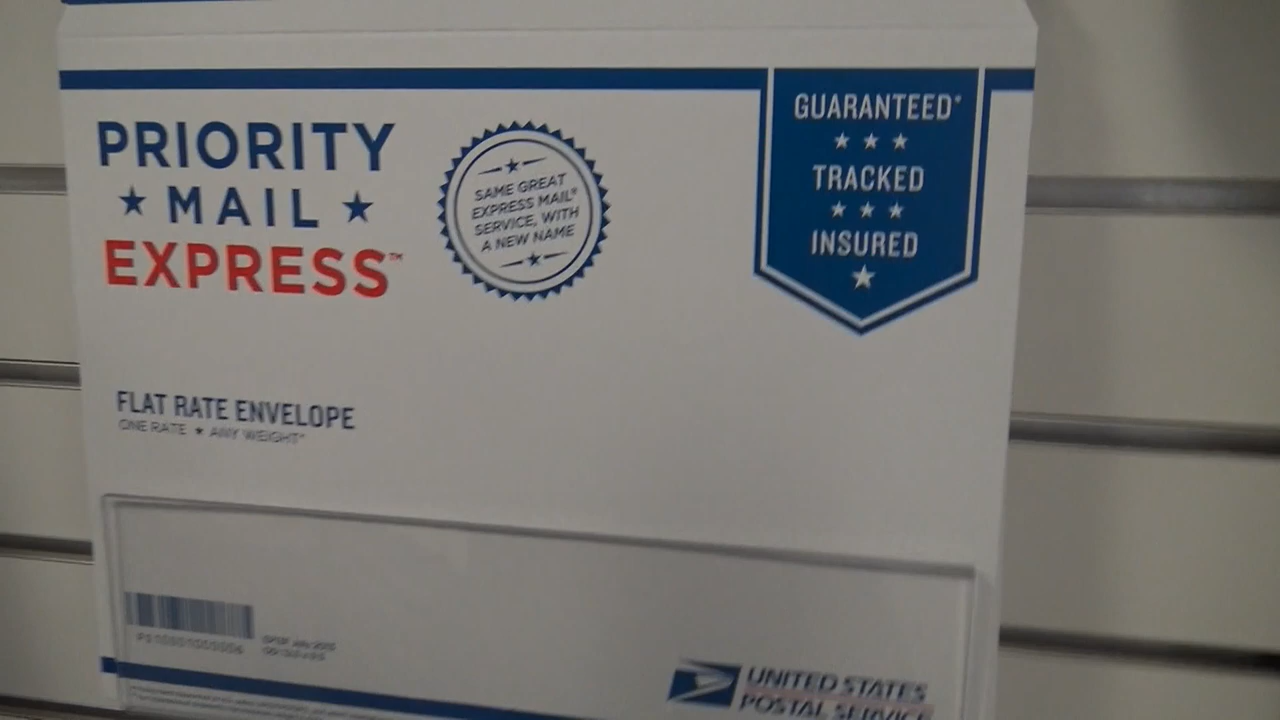 PRIORITY
★ MAIL ★
EXPRESS™
SAME GREAT
EXPRESS MAIL®
SERVICE, WITH
A NEW NAME
GUARANTEED*
★ ★ ★
TRACKED
★ ★ ★
INSURED
★
FLAT RATE ENVELOPE
ONE RATE ★ ANY WEIGHT*
UNITED STATES
POSTAL SERVICE